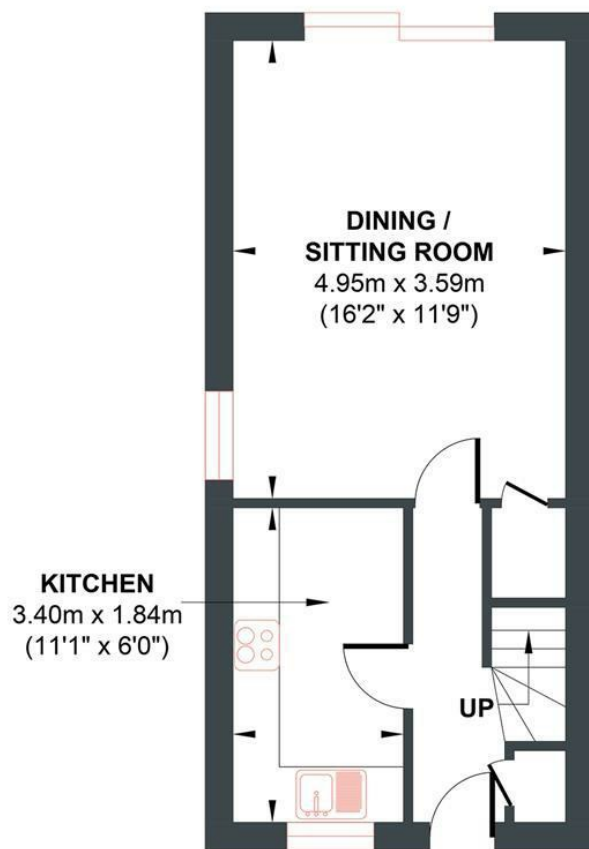 DINING /
SITTING ROOM
4.95m x 3.59m
(16'2" x 11'9")
KITCHEN
3.40m x 1.84m
(11'1" x 6'0")
UP